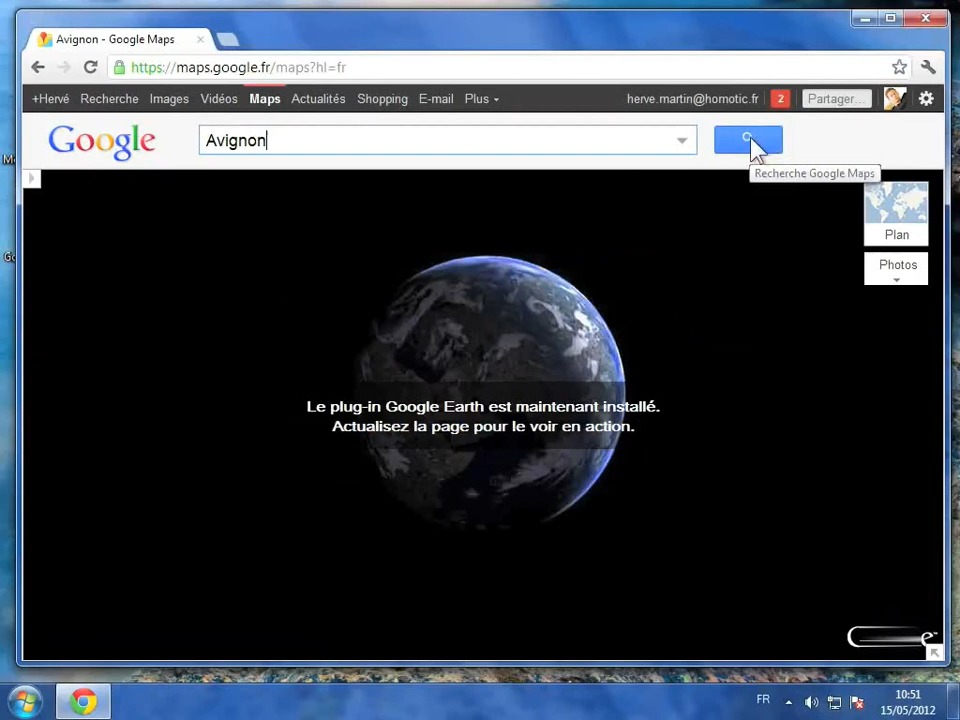 Avignon - Google Maps
https://maps.google.fr/maps?hl=fr
+Hervé Recherche Images Vidéos Maps Actualités Shopping E-mail Plus herve.martin@homotic.fr 2 Partager...
Google Avignon
Recherche Google Maps
Plan
Photos
Le plug-in Google Earth est maintenant installé.
Actualisez la page pour le voir en action.
FR
10:51
15/05/2012